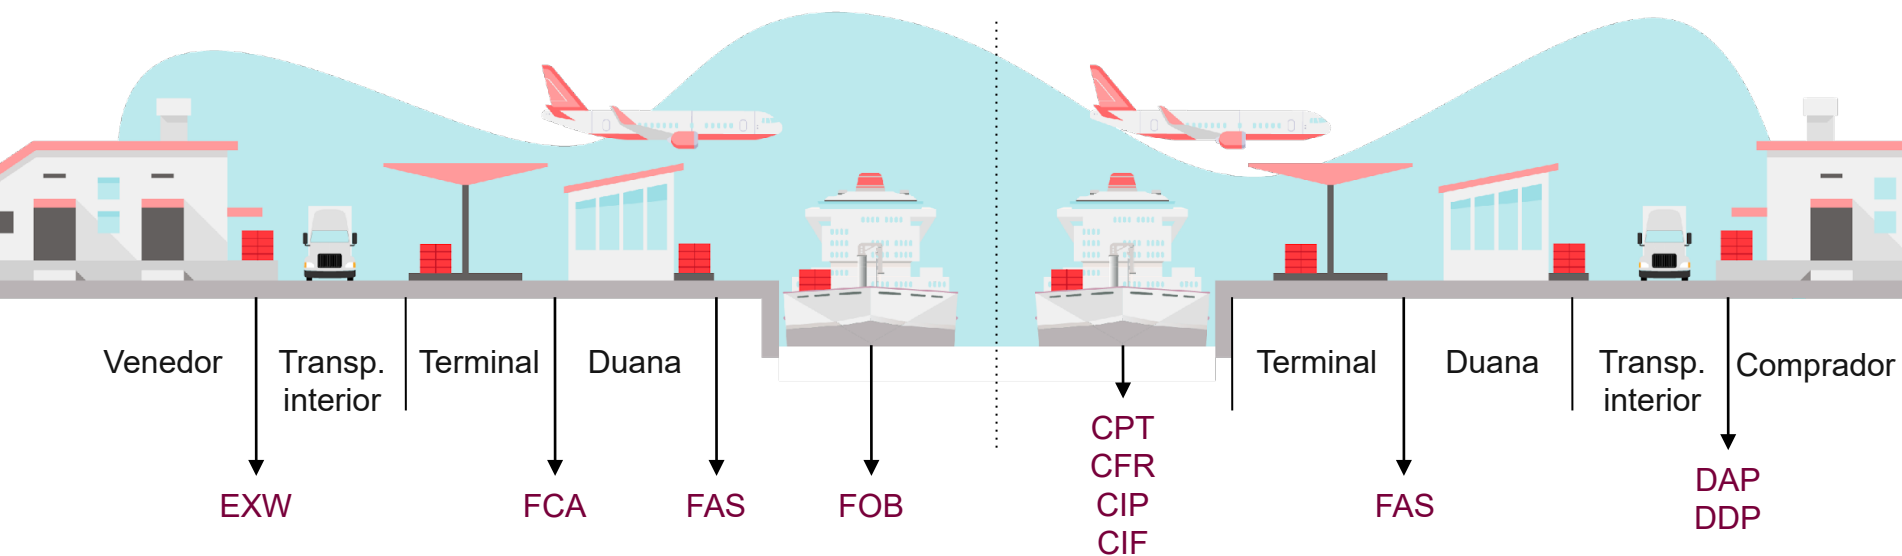 Venedor
Transp.
interior
Terminal
Duana
Terminal
Duana
Transp.
interior
Comprador
EXW
FCA
FAS
FOB
CPT
CFR
CIP
CIF
FAS
DAP
DDP